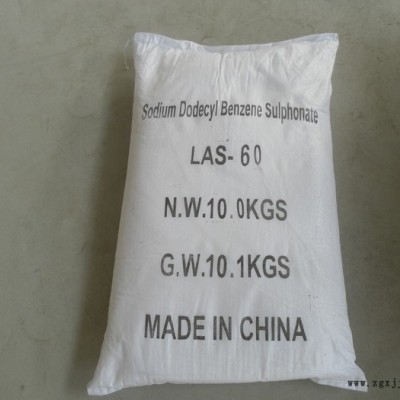 Sodium Dodecyl Benzene Sulphonate
LAS-60
N.W.10.0KGS
G.W.10.1KGS
MADE IN CHINA